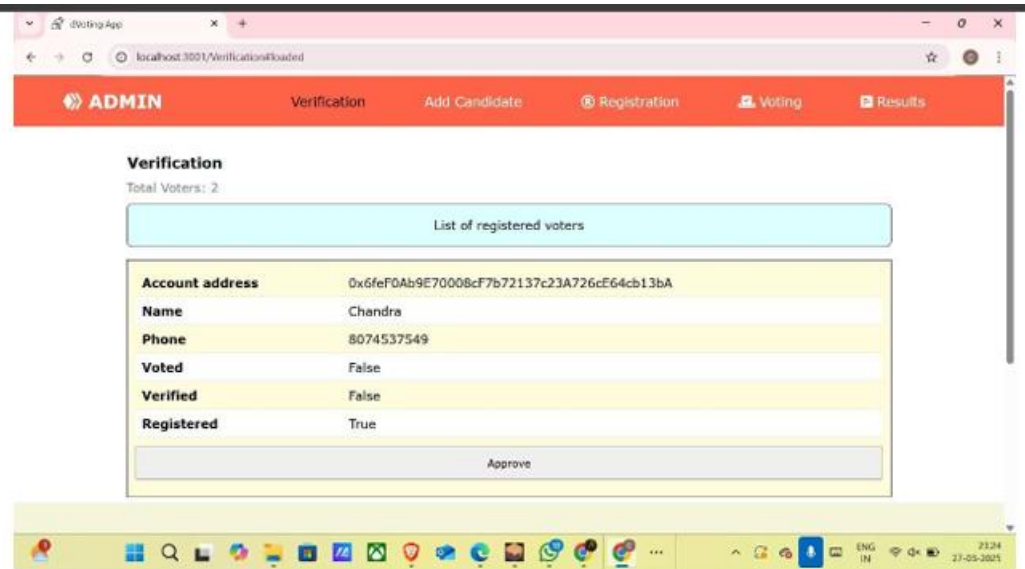 dVoting App
localhost:3001/Verification#loaded
ADMIN Verification Add Candidate Registration Voting Results
Verification
Total Voters: 2
List of registered voters
Account address 0x6feF0Ab9E70008cF7b72137c23A726cE64cb13bA
Name Chandra
Phone 8074537549
Voted False
Verified False
Registered True
Approve
ENG 21:24
IN 27-05-2025